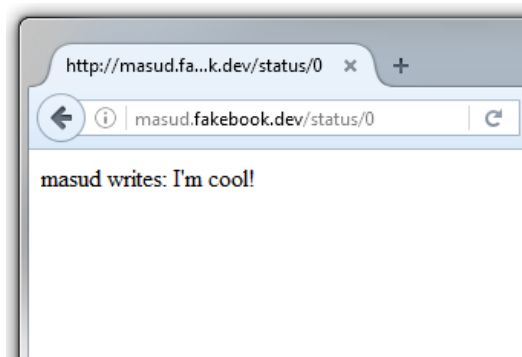 http://masud.fa...k.dev/status/0
masud.fakebook.dev/status/0
masud writes: I'm cool!